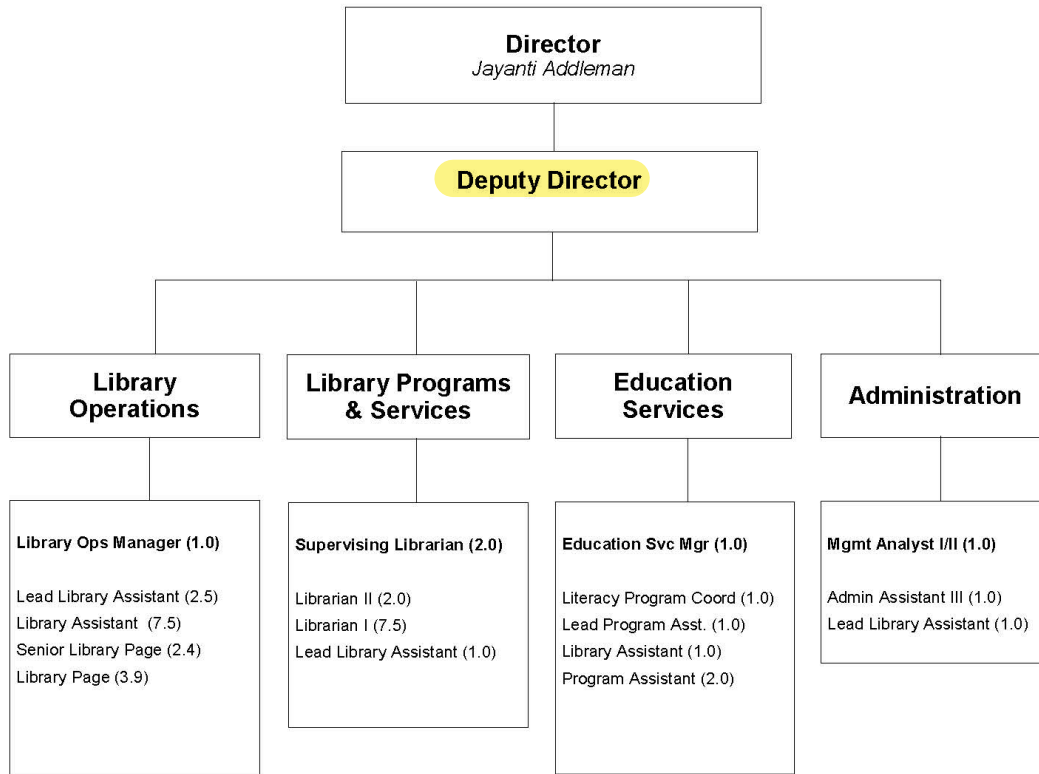 Director
Jayanti Addleman
Deputy Director
Library
Operations
Library Programs
& Services
Education
Services
Administration
Library Ops Manager (1.0)
Lead Library Assistant (2.5)
Library Assistant (7.5)
Senior Library Page (2.4)
Library Page (3.9)
Supervising Librarian (2.0)
Librarian II (2.0)
Librarian I (7.5)
Lead Library Assistant (1.0)
Education Svc Mgr (1.0)
Literacy Program Coord (1.0)
Lead Program Asst. (1.0)
Library Assistant (1.0)
Program Assistant (2.0)
Mgmt Analyst I/II (1.0)
Admin Assistant III (1.0)
Lead Library Assistant (1.0)